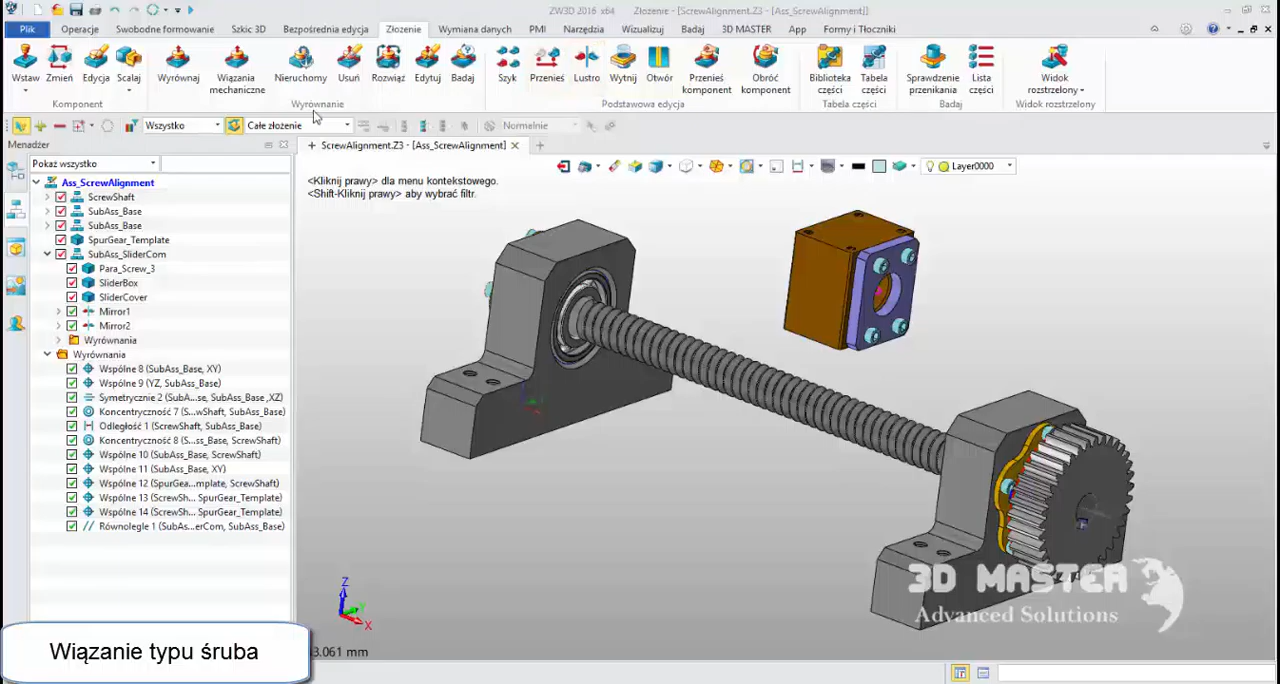 ZW3D 2016 x64 Złożenie - [ScrewAlignment.Z3 - [Ass_ScrewAlignment]]
Plik Operacje Swobodne formowanie Szkic 3D Bezpośrednia edycja Złożenie Wymiana danych PMI Narzędzia Wizualizuj Badaj 3D MASTER App Formy i Tłoczniki
Wstaw Zmień Edycja Scalaj Wyrównaj Wiązania mechaniczne Nieruchomy Usuń Rozwiąż Edytuj Badaj Szyk Przenieś Lustro Wytnij Otwór Przenieś komponent Obróć komponent Biblioteka części Tabela części Sprawdzenie przenikania Lista części Widok rozstrzelony
Komponent Wyrównanie Podstawowa edycja Tabela części Badaj Widok rozstrzelony
Wszystko Całe złożenie Normalnie
Menadżer ScrewAlignment.Z3 - [Ass_ScrewAlignment]
Pokaż wszystko Layer0000
<Kliknij prawy> dla menu kontekstowego.
<Shift-Kliknij prawy> aby wybrać filtr.
Ass_ScrewAlignment
ScrewShaft
SubAss_Base
SubAss_Base
SpurGear_Template
SubAss_SliderCom
Para_Screw_3
SliderBox
SliderCover
Mirror1
Mirror2
Wyrównania
Wyrównania
Wspólne 8 (SubAss_Base, XY)
Wspólne 9 (YZ, SubAss_Base)
Symetrycznie 2 (SubA...se, SubAss_Base ,XZ)
Koncentryczność 7 (S...wShaft, SubAss_Base)
Odległość 1 (ScrewShaft, SubAss_Base)
Koncentryczność 8 (S...ss_Base, ScrewShaft)
Wspólne 10 (SubAss_Base, ScrewShaft)
Wspólne 11 (SubAss_Base, XY)
Wspólne 12 (SpurGea...mplate, ScrewShaft)
Wspólne 13 (ScrewSh... SpurGear_Template)
Wspólne 14 (ScrewSh... SpurGear_Template)
Równolegle 1 (SubAs...erCom, SubAss_Base)
3D MASTER
Advanced Solutions
Z
X
3.061 mm
Wiązanie typu śruba